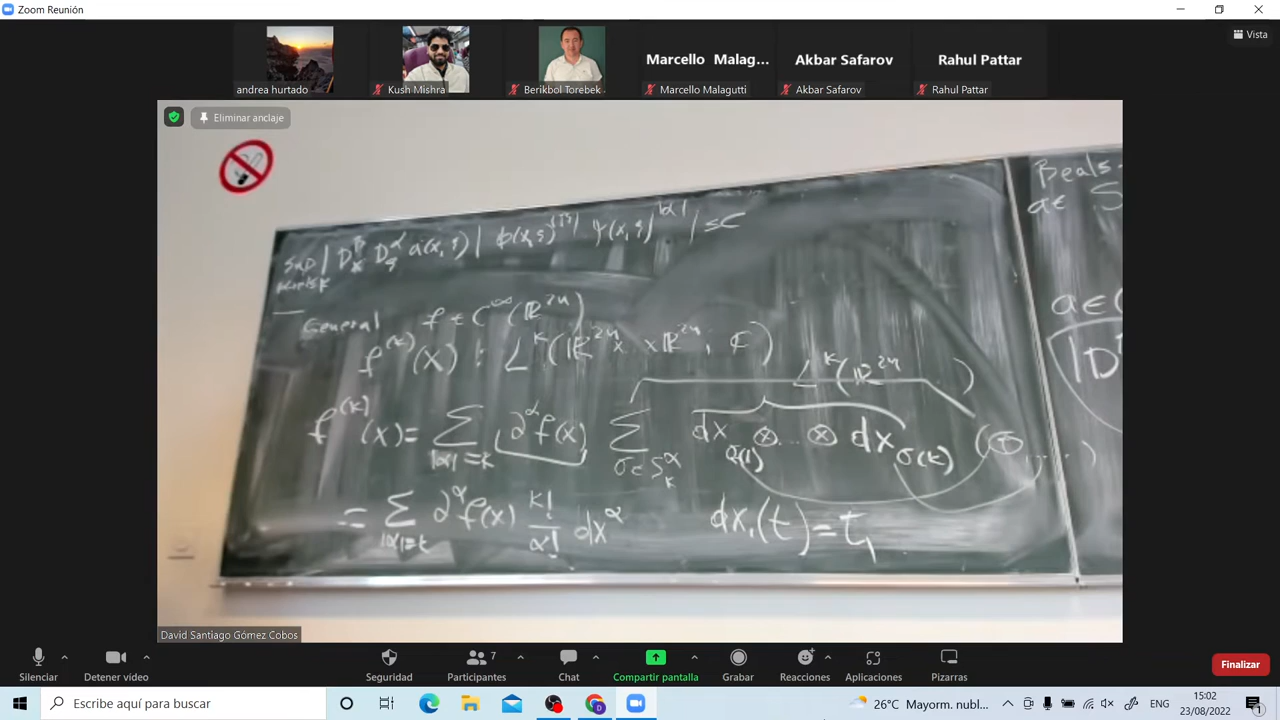 Zoom Reunión
Vista
Marcello Malag...
Akbar Safarov
Rahul Pattar
andrea hurtado
Kush Mishra
Berikbol Torebek
Marcello Malagutti
Akbar Safarov
Rahul Pattar
Eliminar anclaje
Beals-
a∈ S
| D_x^β D_ξ^α a(x,ξ) | ϕ(x,ξ)^{|β|} ψ(x,ξ)^{|α|} | ≤ C
General f ∈ C^∞(ℝ^{2n})
a∈
f^{(k)}(X) : L^k(ℝ^{2n} × ×ℝ^{2n}; ℂ)
L^k(ℝ^{2n} )
|D
f^{(k)}(x) = Σ_{|α|=k} ∂^α f(x) Σ_{σ∈S_k^α} dx_{σ(1)} ⊗ ... ⊗ dx_{σ(k)}
= Σ_{|α|=k} ∂^α f(x) k!/α! dx^α dx_1(t) = t_1
David Santiago Gómez Cobos
Silenciar
Detener video
Seguridad
7
Participantes
Chat
Compartir pantalla
Grabar
Reacciones
Aplicaciones
Pizarras
Finalizar
Escribe aquí para buscar
26°C Mayorm. nubl...
ENG
15:02
23/08/2022